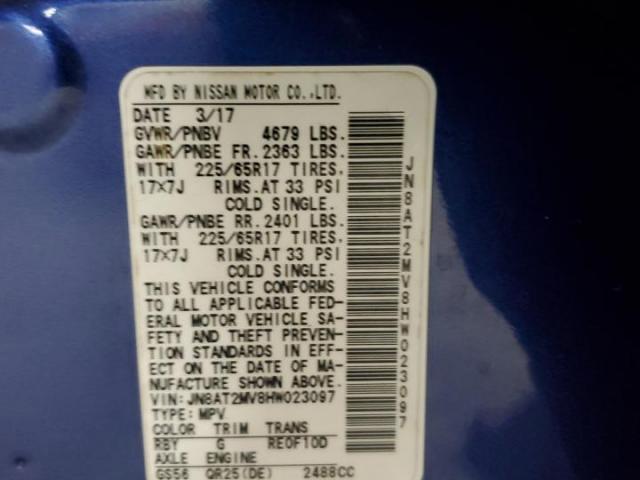 MFD BY NISSAN MOTOR CO.,LTD.
DATE 3/17
GVWR/PNBV 4679 LBS.
GAWR/PNBE FR. 2363 LBS.
WITH 225/65R17 TIRES,
17×7J RIMS.AT 33 PSI
COLD SINGLE.
GAWR/PNBE RR. 2401 LBS.
WITH 225/65R17 TIRES,
17×7J RIMS.AT 33 PSI
COLD SINGLE.
THIS VEHICLE CONFORMS
TO ALL APPLICABLE FED-
ERAL MOTOR VEHICLE SA-
FETY AND THEFT PREVEN-
TION STANDARDS IN EFF-
ECT ON THE DATE OF MA-
NUFACTURE SHOWN ABOVE.
VIN: JN8AT2MV8HW023097
TYPE: MPV
COLOR TRIM TRANS
RBY G RE0F10D
AXLE ENGINE
GS56 QR25(DE) 2488CC
JN8AT2MV8HW023097